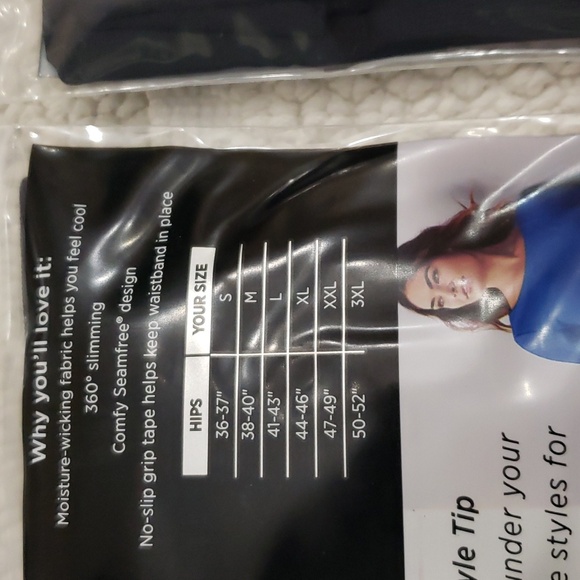 Why you'll love it:
Moisture-wicking fabric helps you feel cool
360° slimming
Comfy Seamfree® design
No-slip grip tape helps keep waistband in place
HIPS YOUR SIZE
36-37" S
38-40" M
41-43" L
44-46" XL
47-49" XXL
50-52" 3XL
yle Tip
nder your
e styles for